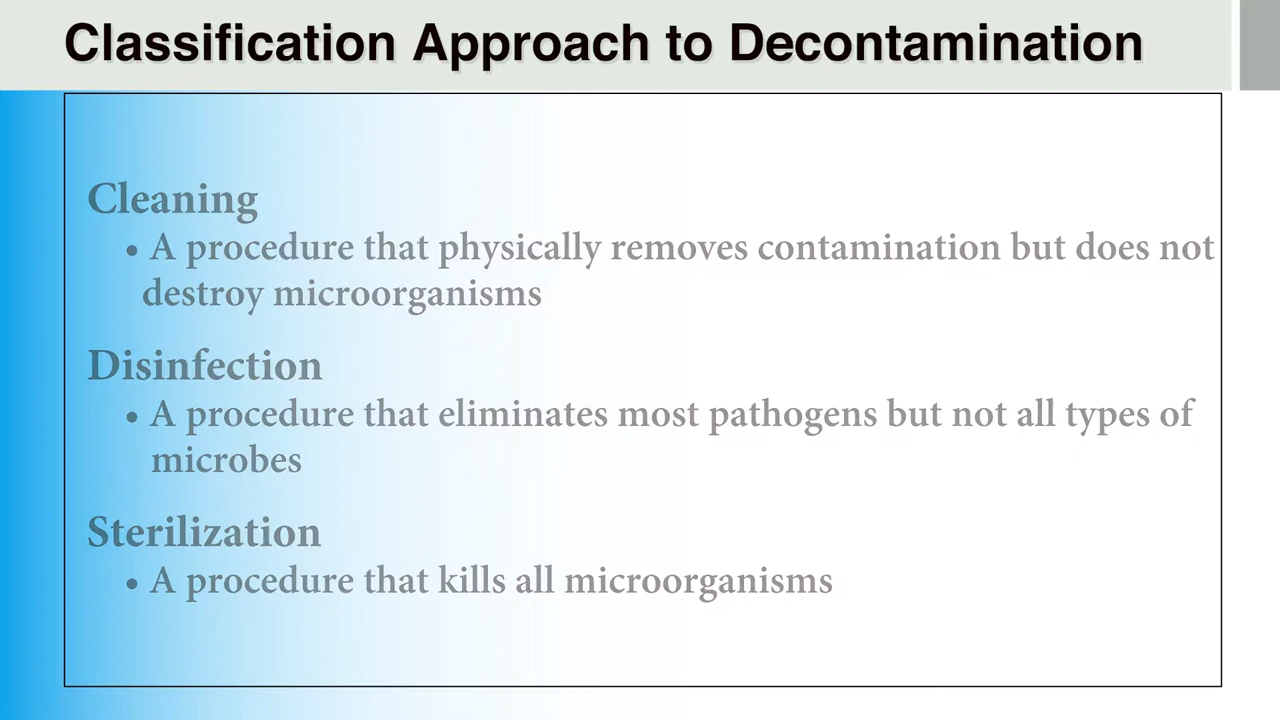 Classification Approach to Decontamination
Cleaning
• A procedure that physically removes contamination but does not
destroy microorganisms
Disinfection
• A procedure that eliminates most pathogens but not all types of
microbes
Sterilization
• A procedure that kills all microorganisms